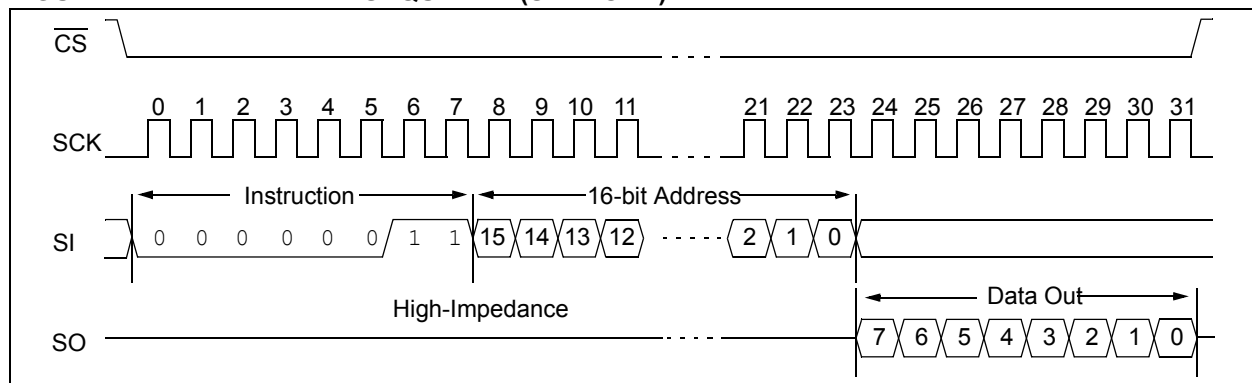 CS
0 1 2 3 4 5 6 7 8 9 10 11 21 22 23 24 25 26 27 28 29 30 31
SCK
Instruction 16-bit Address
SI 0 0 0 0 0 0 1 1 15 14 13 12 2 1 0
Data Out
High-Impedance
SO 7 6 5 4 3 2 1 0